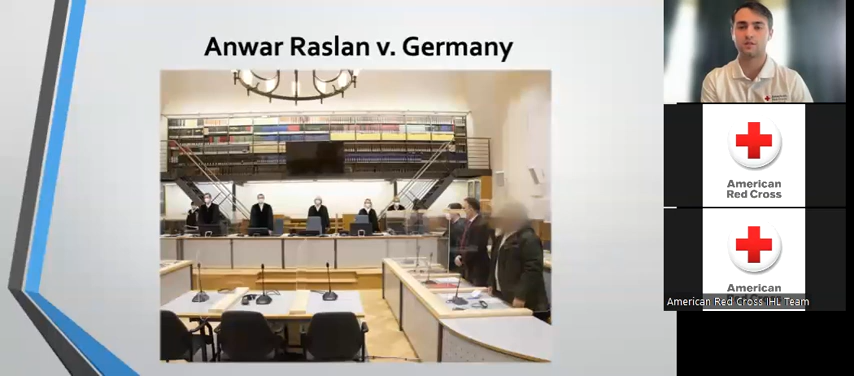 Anwar Raslan v. Germany
American
Red Cross
American
American Red Cross IHL Team